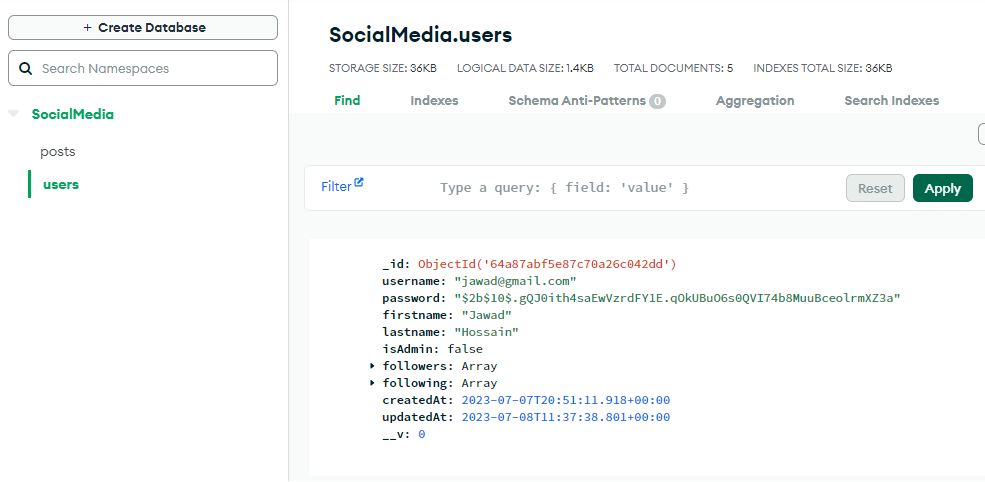 + Create Database
Search Namespaces
SocialMedia
posts
users
SocialMedia.users
STORAGE SIZE: 36KB LOGICAL DATA SIZE: 1.4KB TOTAL DOCUMENTS: 5 INDEXES TOTAL SIZE: 36KB
Find Indexes Schema Anti-Patterns 0 Aggregation Search Indexes
Filter Type a query: { field: 'value' } Reset Apply
_id: ObjectId('64a87abf5e87c70a26c042dd')
username: "jawad@gmail.com"
password: "$2b$10$.gQJ0ith4saEwVzrdFY1E.qOkUBuO6s0QVI74b8MuuBceolrmXZ3a"
firstname: "Jawad"
lastname: "Hossain"
isAdmin: false
followers: Array
following: Array
createdAt: 2023-07-07T20:51:11.918+00:00
updatedAt: 2023-07-08T11:37:38.801+00:00
__v: 0